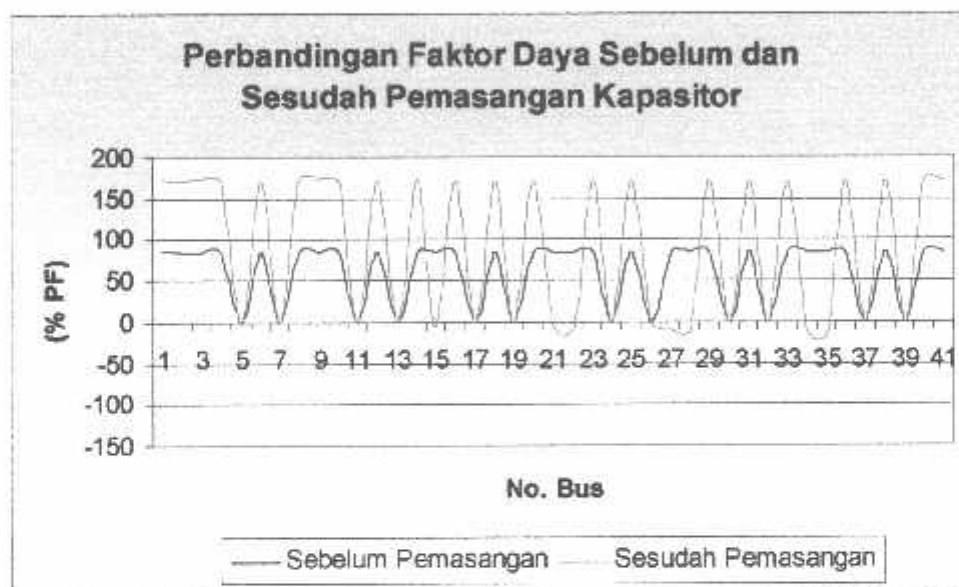 Perbandingan Faktor Daya Sebelum dan
Sesudah Pemasangan Kapasitor
(% PF)
200
150
100
50
0
-50
-100
-150
1 3 5 7 9 11 13 15 17 19 21 23 25 27 29 31 33 35 37 39 41
No. Bus
Sebelum Pemasangan Sesudah Pemasangan